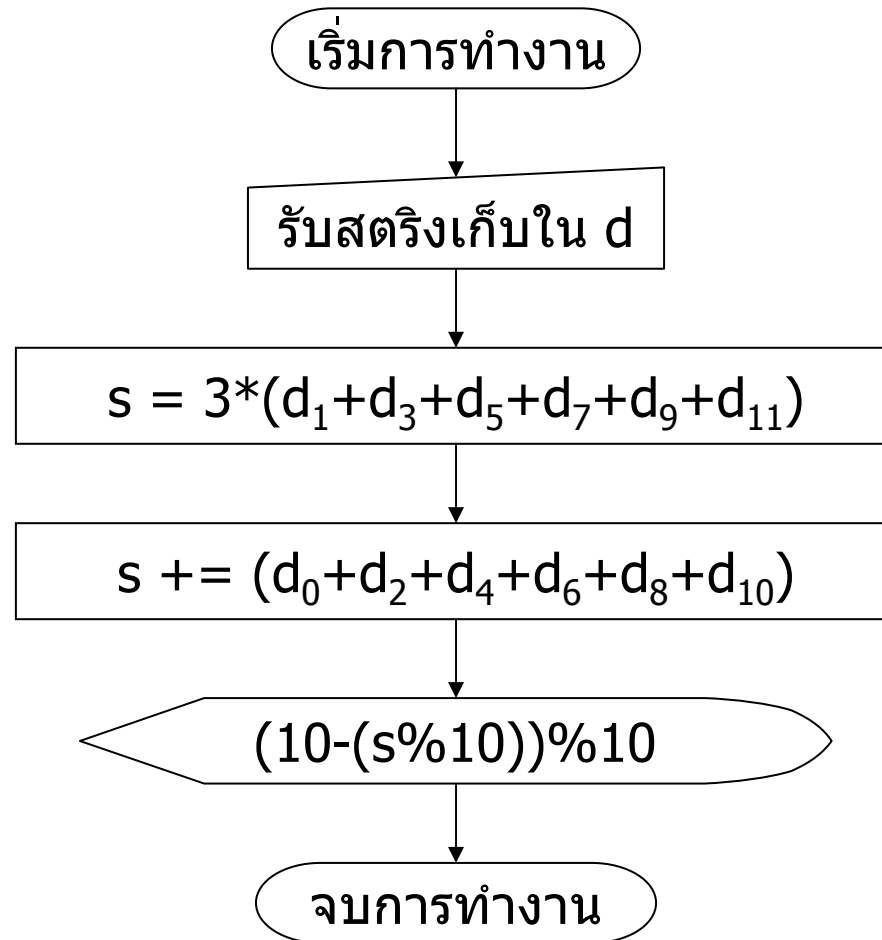 เริ่มการทำงาน
รับสตริงเก็บใน d
s = 3*(d₁+d₃+d₅+d₇+d₉+d₁₁)
s += (d₀+d₂+d₄+d₆+d₈+d₁₀)
(10-(s%10))%10
จบการทำงาน